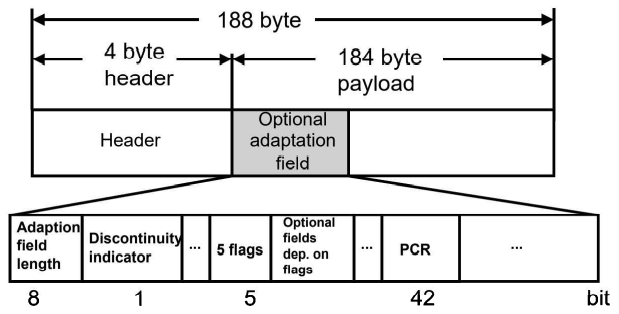 188 byte
4 byte
header
184 byte
payload
Header
Optional
adaptation
field
Adaption
field
length
Discontinuity
indicator
...
5 flags
Optional
fields
dep. on
flags
...
PCR
...
8 1 5 42 bit